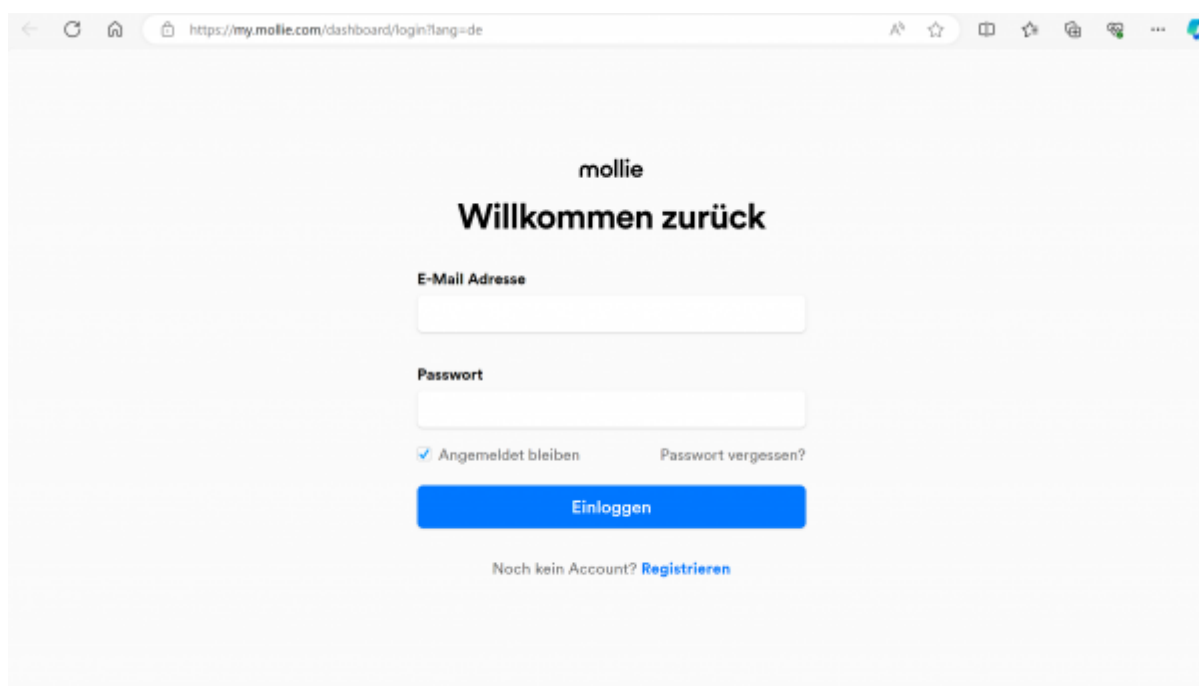 https://my.mollie.com/dashboard/login?lang=de
mollie
Willkommen zurück
E-Mail Adresse
Passwort
Angemeldet bleiben Passwort vergessen?
Einloggen
Noch kein Account? Registrieren